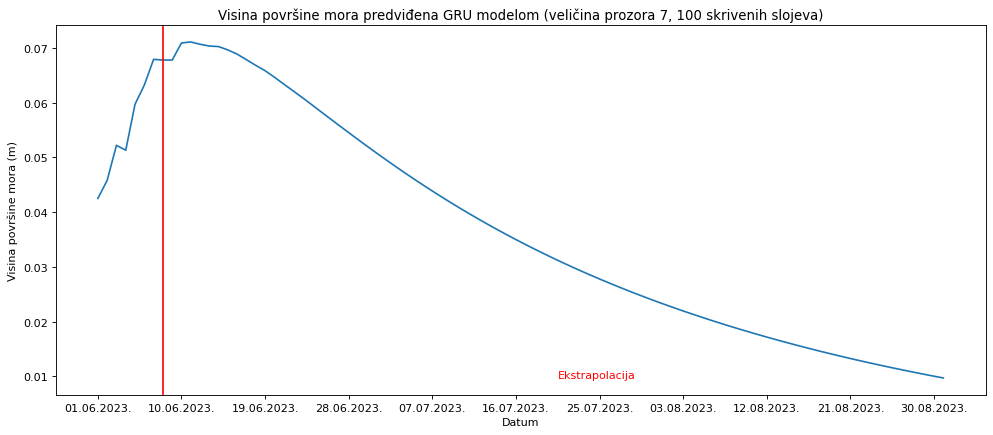 Visina površine mora predviđena GRU modelom (veličina prozora 7, 100 skrivenih slojeva)
Visina površine mora (m)
0.07
0.06
0.05
0.04
0.03
0.02
0.01
Ekstrapolacija
01.06.2023. 10.06.2023. 19.06.2023. 28.06.2023. 07.07.2023. 16.07.2023. 25.07.2023. 03.08.2023. 12.08.2023. 21.08.2023. 30.08.2023.
Datum